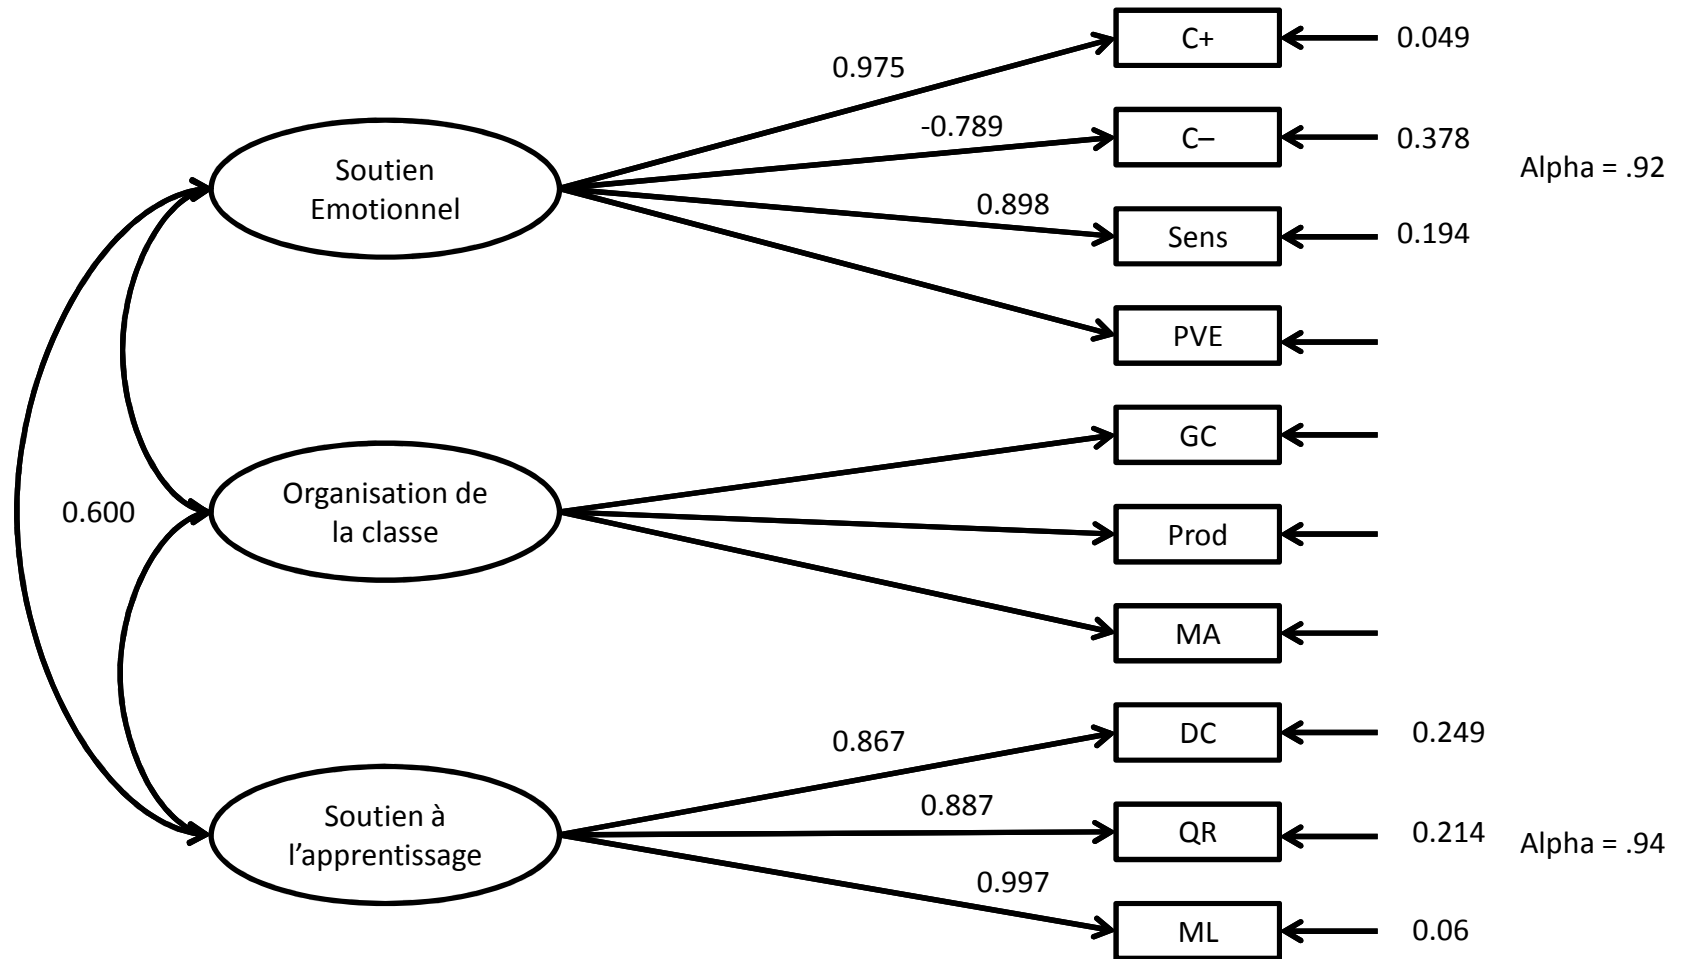 C+
0.049
0.975
-0.789
C–
0.378
Alpha = .92
Soutien
Emotionnel
0.898
Sens
0.194
PVE
GC
Organisation de
la classe
0.600
Prod
MA
0.867
DC
0.249
Soutien à
l’apprentissage
0.887
QR
0.214
Alpha = .94
0.997
ML
0.06